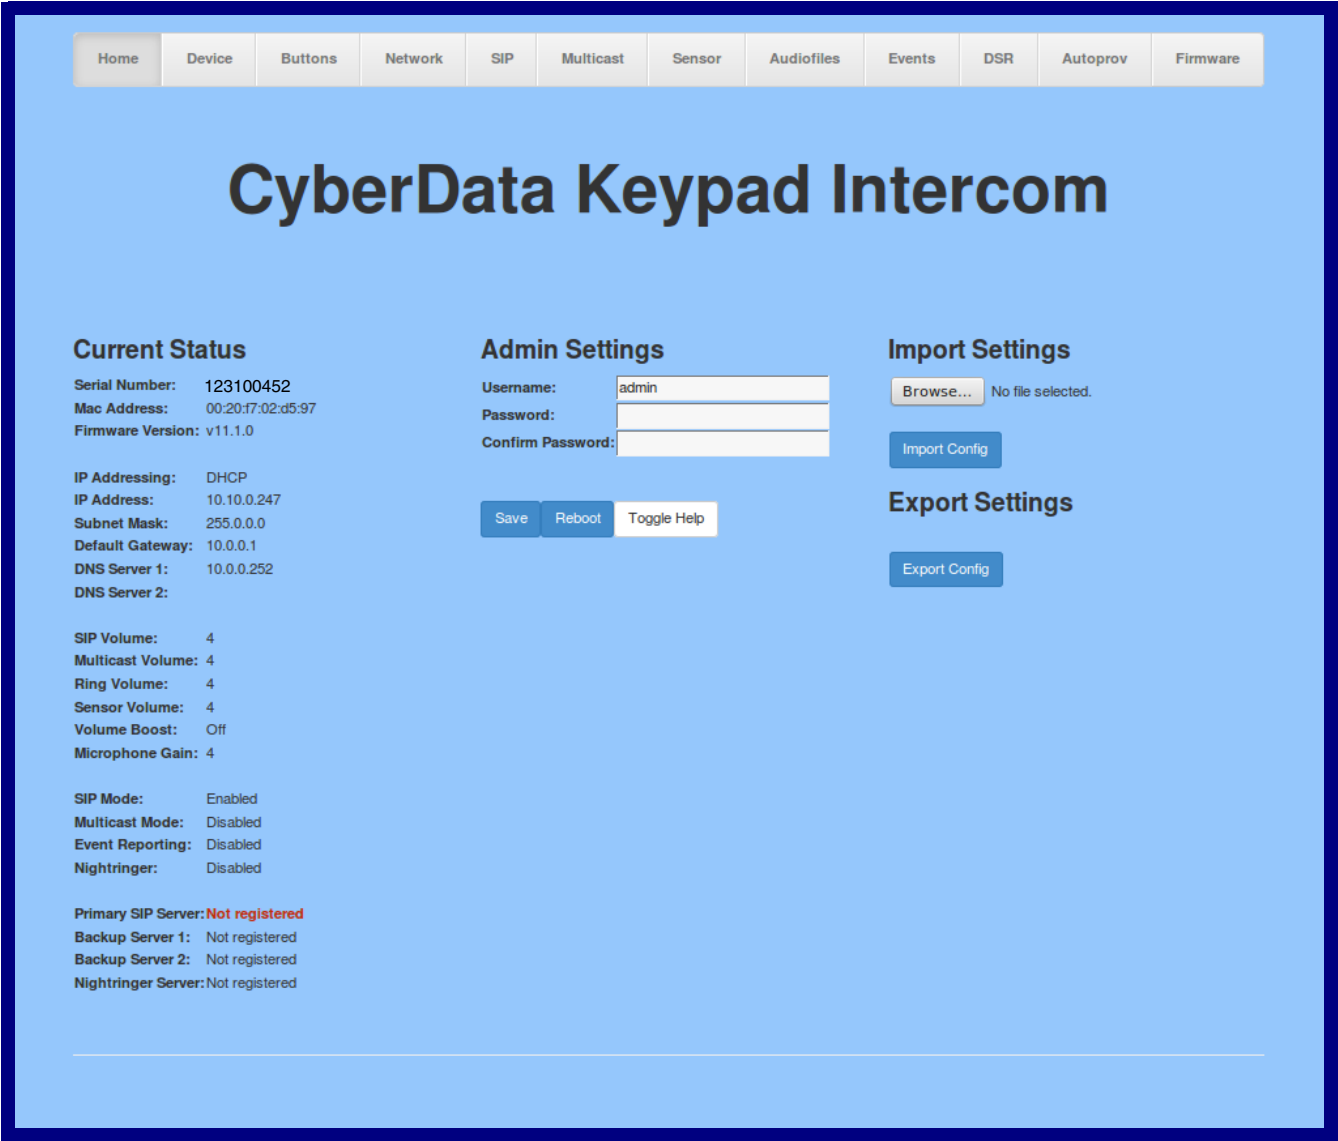 Home Device Buttons Network SIP Multicast Sensor Audiofiles Events DSR Autoprov Firmware
CyberData Keypad Intercom
Current Status
Serial Number: 123100452
Mac Address: 00:20:f7:02:d5:97
Firmware Version: v11.1.0
IP Addressing: DHCP
IP Address: 10.10.0.247
Subnet Mask: 255.0.0.0
Default Gateway: 10.0.0.1
DNS Server 1: 10.0.0.252
DNS Server 2:
SIP Volume: 4
Multicast Volume: 4
Ring Volume: 4
Sensor Volume: 4
Volume Boost: Off
Microphone Gain: 4
SIP Mode: Enabled
Multicast Mode: Disabled
Event Reporting: Disabled
Nightringer: Disabled
Primary SIP Server: Not registered
Backup Server 1: Not registered
Backup Server 2: Not registered
Nightringer Server: Not registered
Admin Settings
Username: admin
Password:
Confirm Password:
Save Reboot Toggle Help
Import Settings
Browse... No file selected.
Import Config
Export Settings
Export Config